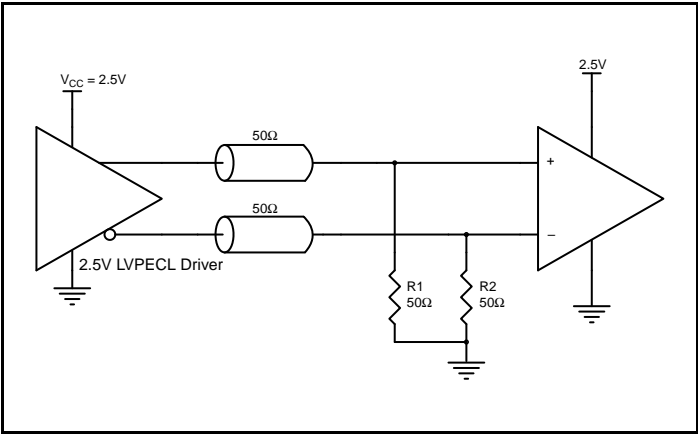 2.5V
VCC = 2.5V
50Ω
+
50Ω
–
2.5V LVPECL Driver
R1
50Ω
R2
50Ω